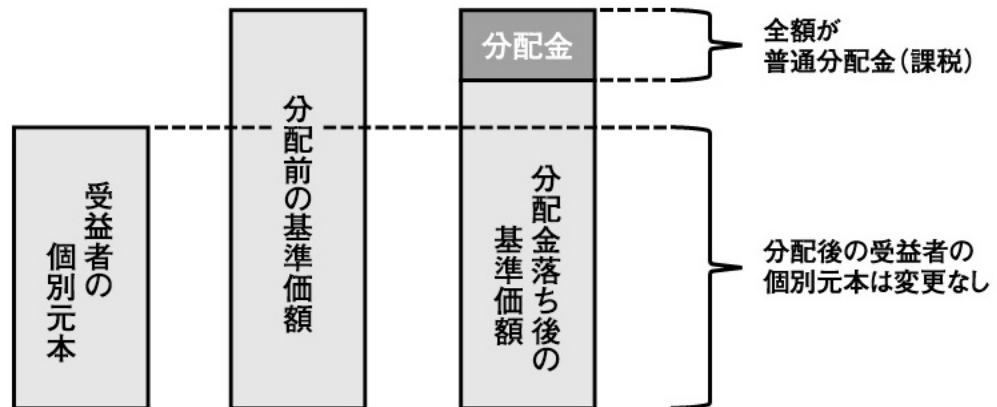 受益者の
個別元本
分配前の基準価額
分配金
分配金落ち後の
基準価額
全額が
普通分配金(課税)
分配後の受益者の
個別元本は変更なし